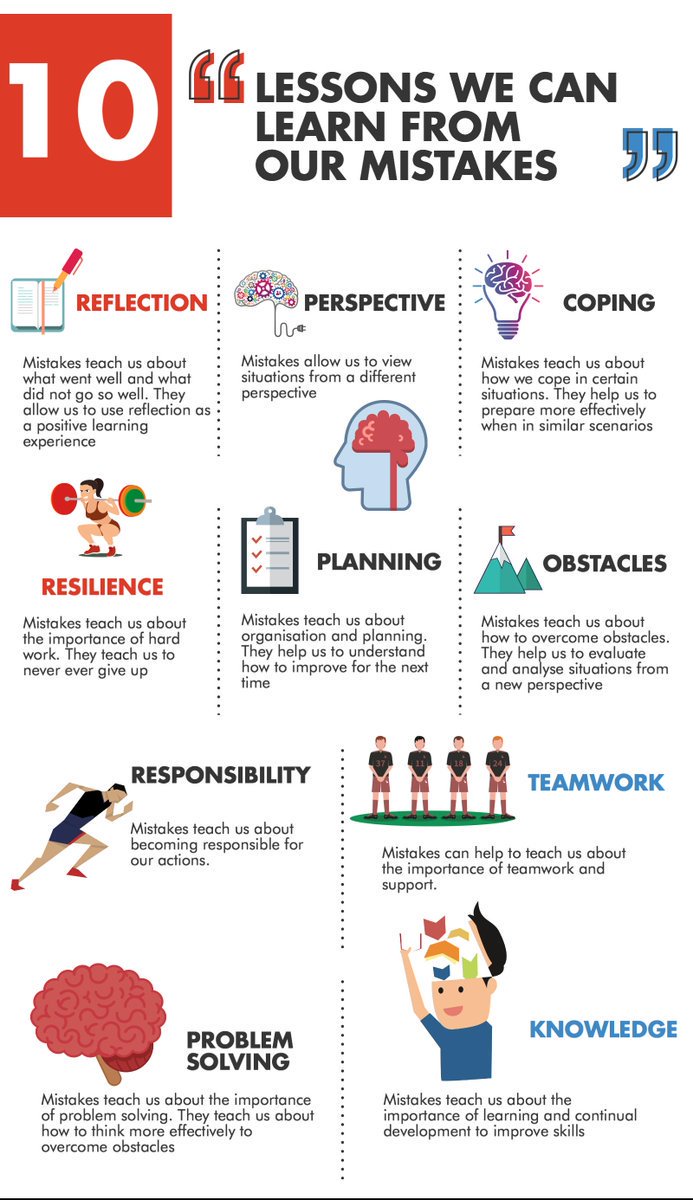 10
LESSONS WE CAN
LEARN FROM
OUR MISTAKES
REFLECTION
Mistakes teach us about
what went well and what
did not go so well. They
allow us to use reflection as
a positive learning
experience
PERSPECTIVE
Mistakes allow us to view
situations from a different
perspective
COPING
Mistakes teach us about
how we cope in certain
situations. They help us to
prepare more effectively
when in similar scenarios
RESILIENCE
Mistakes teach us about
the importance of hard
work. They teach us to
never ever give up
PLANNING
Mistakes teach us about
organisation and planning.
They help us to understand
how to improve for the next
time
OBSTACLES
Mistakes teach us about
how to overcome obstacles.
They help us to evaluate
and analyse situations from
a new perspective
RESPONSIBILITY
Mistakes teach us about
becoming responsible for
our actions.
37 11 18 24
TEAMWORK
Mistakes can help to teach us about
the importance of teamwork and
support.
PROBLEM
SOLVING
Mistakes teach us about the importance
of problem solving. They teach us about
how to think more effectively to
overcome obstacles
KNOWLEDGE
Mistakes teach us about the
importance of learning and continual
development to improve skills